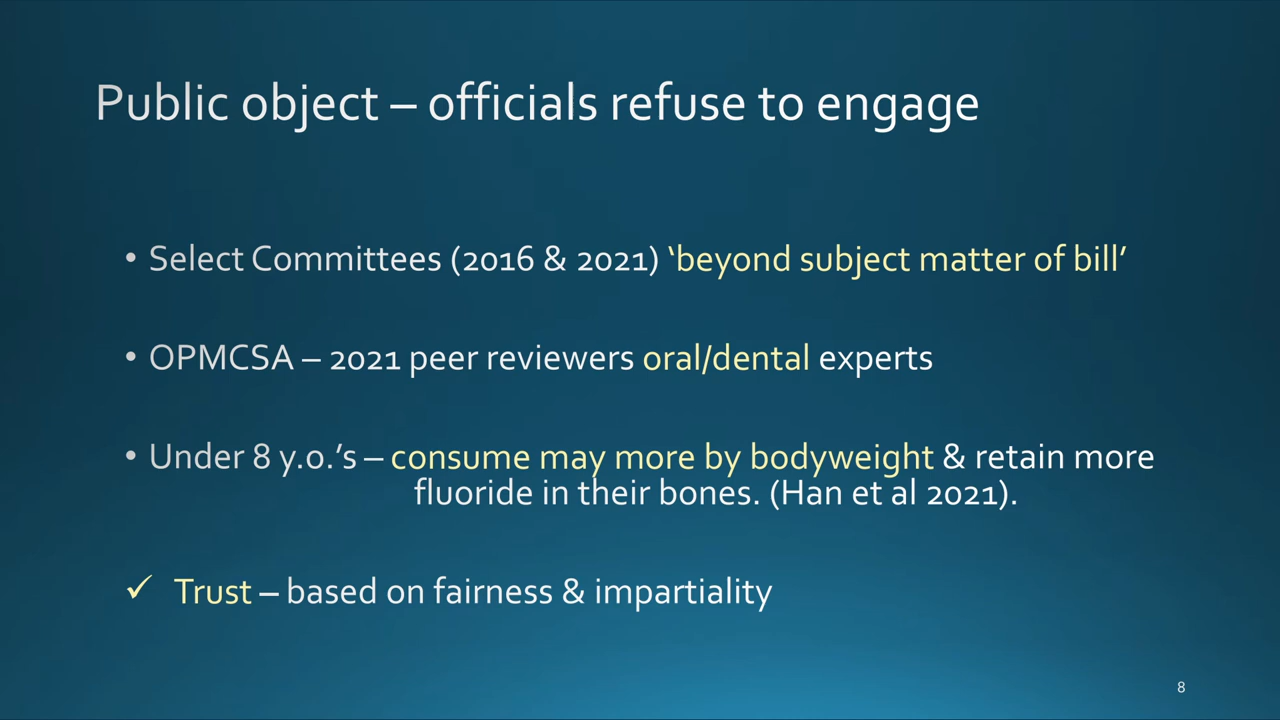 Public object – officials refuse to engage
• Select Committees (2016 & 2021) ‘beyond subject matter of bill’
• OPMCSA – 2021 peer reviewers oral/dental experts
• Under 8 y.o.’s – consume may more by bodyweight & retain more
fluoride in their bones. (Han et al 2021).
✓ Trust – based on fairness & impartiality
8